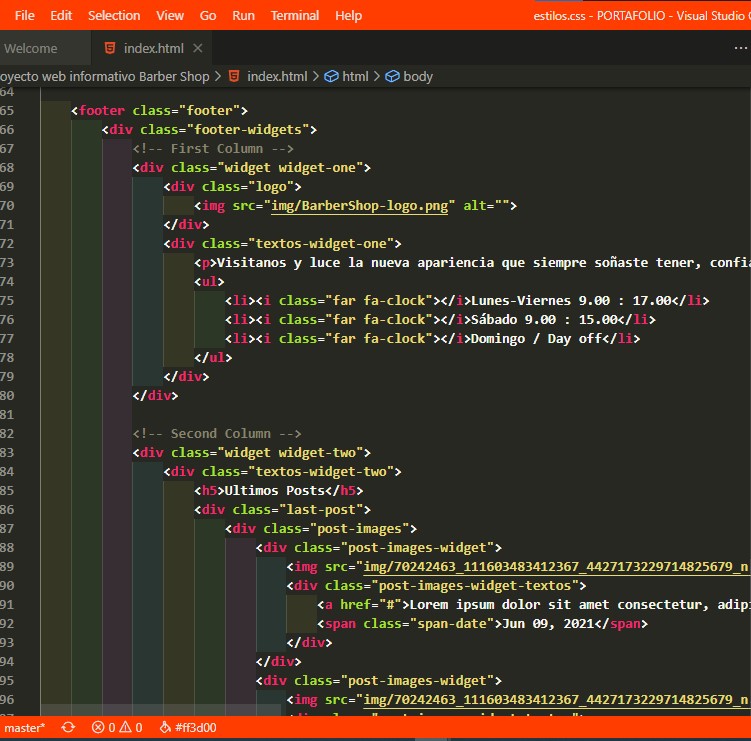 File Edit Selection View Go Run Terminal Help estilos.css - PORTAFOLIO - Visual Studio
Welcome index.html
oyecto web informativo Barber Shop > index.html > html > body
64
65 <footer class="footer">
66 <div class="footer-widgets">
67 <!-- First Column -->
68 <div class="widget widget-one">
69 <div class="logo">
70 <img src="img/BarberShop-logo.png" alt="">
71 </div>
72 <div class="textos-widget-one">
73 <p>Visitanos y luce la nueva apariencia que siempre soñaste tener, confia
74 <ul>
75 <li><i class="far fa-clock"></i>Lunes-Viernes 9.00 : 17.00</li>
76 <li><i class="far fa-clock"></i>Sábado 9.00 : 15.00</li>
77 <li><i class="far fa-clock"></i>Domingo / Day off</li>
78 </ul>
79 </div>
80 </div>
81
82 <!-- Second Column -->
83 <div class="widget widget-two">
84 <div class="textos-widget-two">
85 <h5>Ultimos Posts</h5>
86 <div class="last-post">
87 <div class="post-images">
88 <div class="post-images-widget">
89 <img src="img/70242463_111603483412367_4427173229714825679_n
90 <div class="post-images-widget-textos">
91 <a href="#">Lorem ipsum dolor sit amet consectetur, adipi
92 <span class="span-date">Jun 09, 2021</span>
93 </div>
94 </div>
95 <div class="post-images-widget">
96 <img src="img/70242463_111603483412367_4427173229714825679_n
master* 0 0 #ff3d00